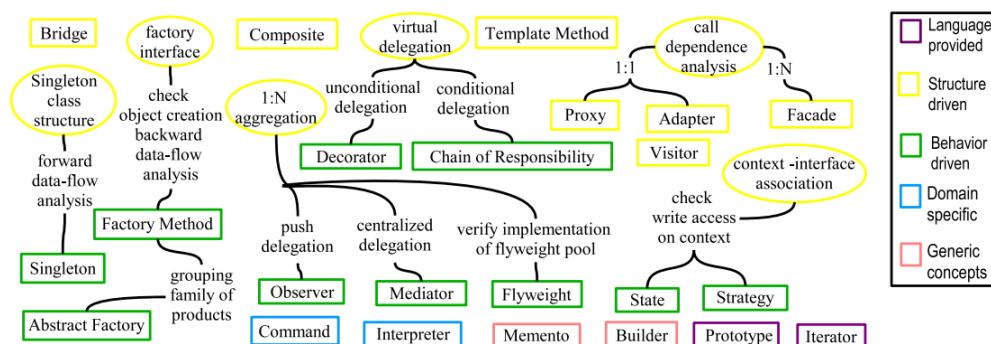 Bridge
factory
interface
Composite
virtual
delegation
Template Method
call
dependence
analysis
Language
provided
Singleton
class
structure
check
object creation
backward
data-flow
analysis
1:N
aggregation
unconditional
delegation
conditional
delegation
1:1
1:N
Proxy
Adapter
Facade
Structure
driven
forward
data-flow
analysis
Decorator
Chain of Responsibility
Visitor
context -interface
association
Behavior
driven
Factory Method
push
delegation
centralized
delegation
verify implementation
of flyweight pool
check
write access
on context
Domain
specific
Singleton
grouping
family of
products
Observer
Mediator
Flyweight
State
Strategy
Generic
concepts
Abstract Factory
Command
Interpreter
Memento
Builder
Prototype
Iterator